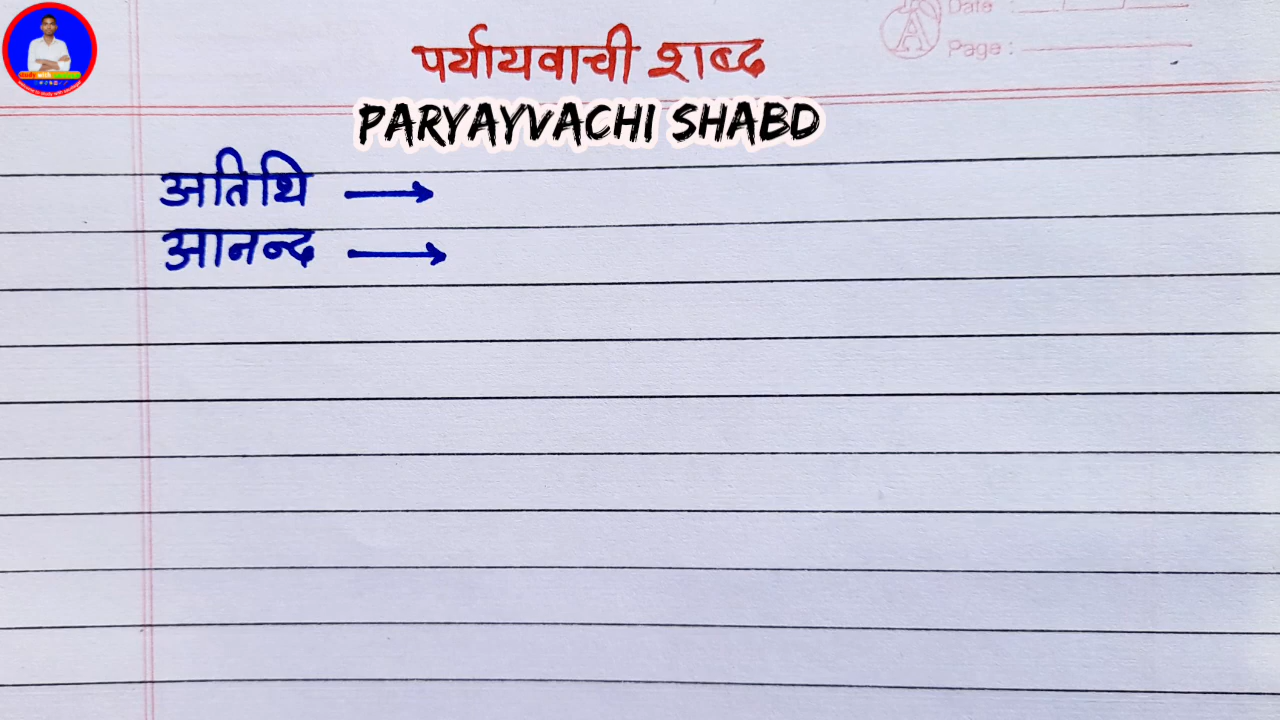 Date :
Page :
पर्यायवाची शब्द
PARYAYVACHI SHABD
अतिथि →
आनन्द →